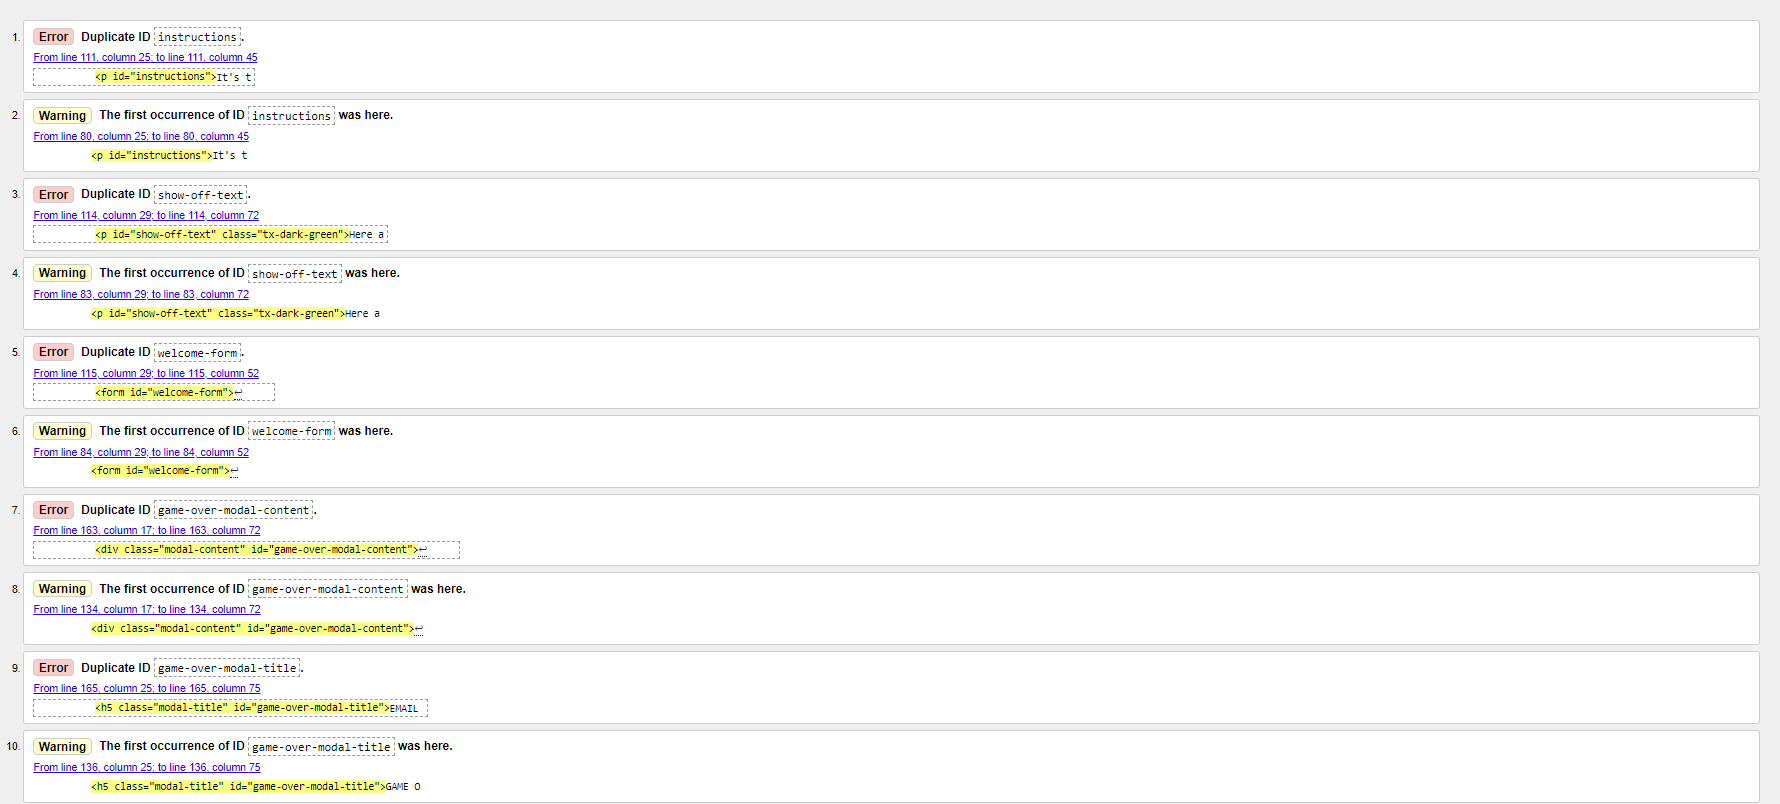 1. Error Duplicate ID instructions.
From line 111, column 25; to line 111, column 45
<p id="instructions">It's t
2. Warning The first occurrence of ID instructions was here.
From line 80, column 25; to line 80, column 45
<p id="instructions">It's t
3. Error Duplicate ID show-off-text.
From line 114, column 29; to line 114, column 72
<p id="show-off-text" class="tx-dark-green">Here a
4. Warning The first occurrence of ID show-off-text was here.
From line 83, column 29; to line 83, column 72
<p id="show-off-text" class="tx-dark-green">Here a
5. Error Duplicate ID welcome-form.
From line 115, column 29; to line 115, column 52
<form id="welcome-form">↩
6. Warning The first occurrence of ID welcome-form was here.
From line 84, column 29; to line 84, column 52
<form id="welcome-form">↩
7. Error Duplicate ID game-over-modal-content.
From line 163, column 17; to line 163, column 72
<div class="modal-content" id="game-over-modal-content">↩
8. Warning The first occurrence of ID game-over-modal-content was here.
From line 134, column 17; to line 134, column 72
<div class="modal-content" id="game-over-modal-content">↩
9. Error Duplicate ID game-over-modal-title.
From line 165, column 25; to line 165, column 75
<h5 class="modal-title" id="game-over-modal-title">EMAIL
10. Warning The first occurrence of ID game-over-modal-title was here.
From line 136, column 25; to line 136, column 75
<h5 class="modal-title" id="game-over-modal-title">GAME O